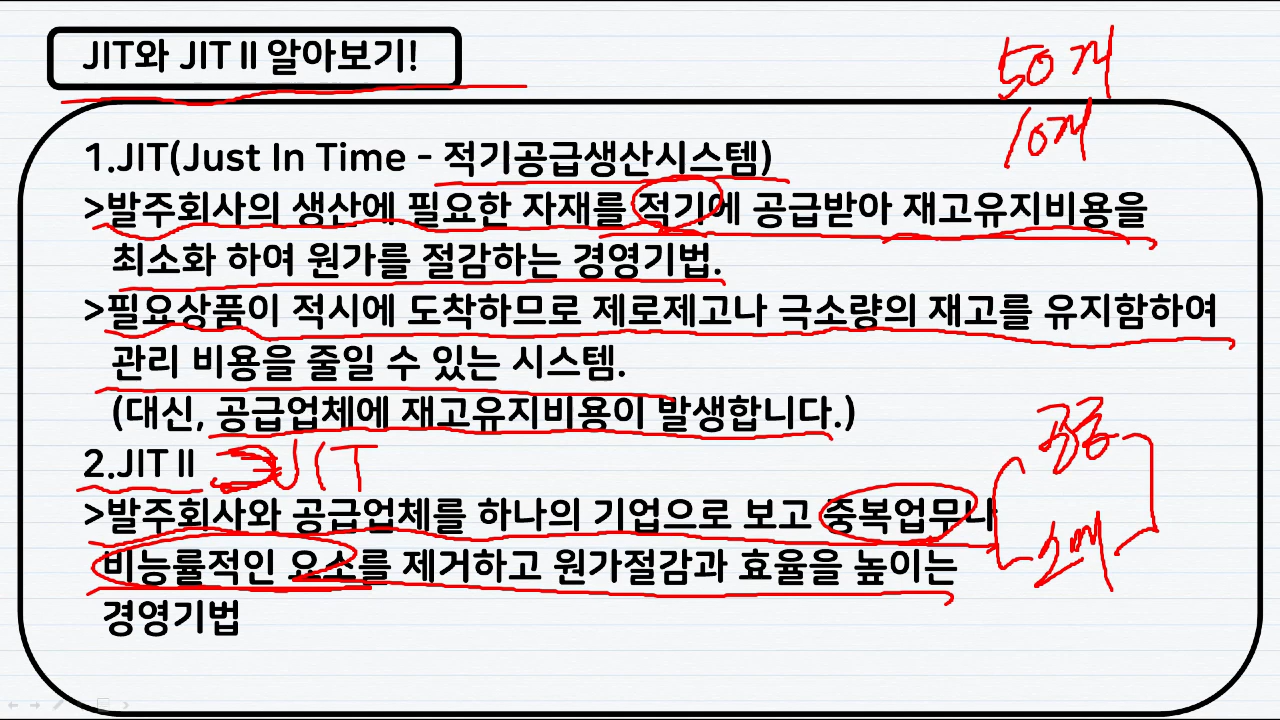 JIT와 JIT II 알아보기!
50개
10개
1.JIT(Just In Time - 적기공급생산시스템)
>발주회사의 생산에 필요한 자재를 적기에 공급받아 재고유지비용을
최소화 하여 원가를 절감하는 경영기법.
>필요상품이 적시에 도착하므로 제로제고나 극소량의 재고를 유지함하여
관리 비용을 줄일 수 있는 시스템.
(대신, 공급업체에 재고유지비용이 발생합니다.)
2.JIT II
JIT
>발주회사와 공급업체를 하나의 기업으로 보고 중복업무나
비능률적인 요소를 제거하고 원가절감과 효율을 높이는
경영기법